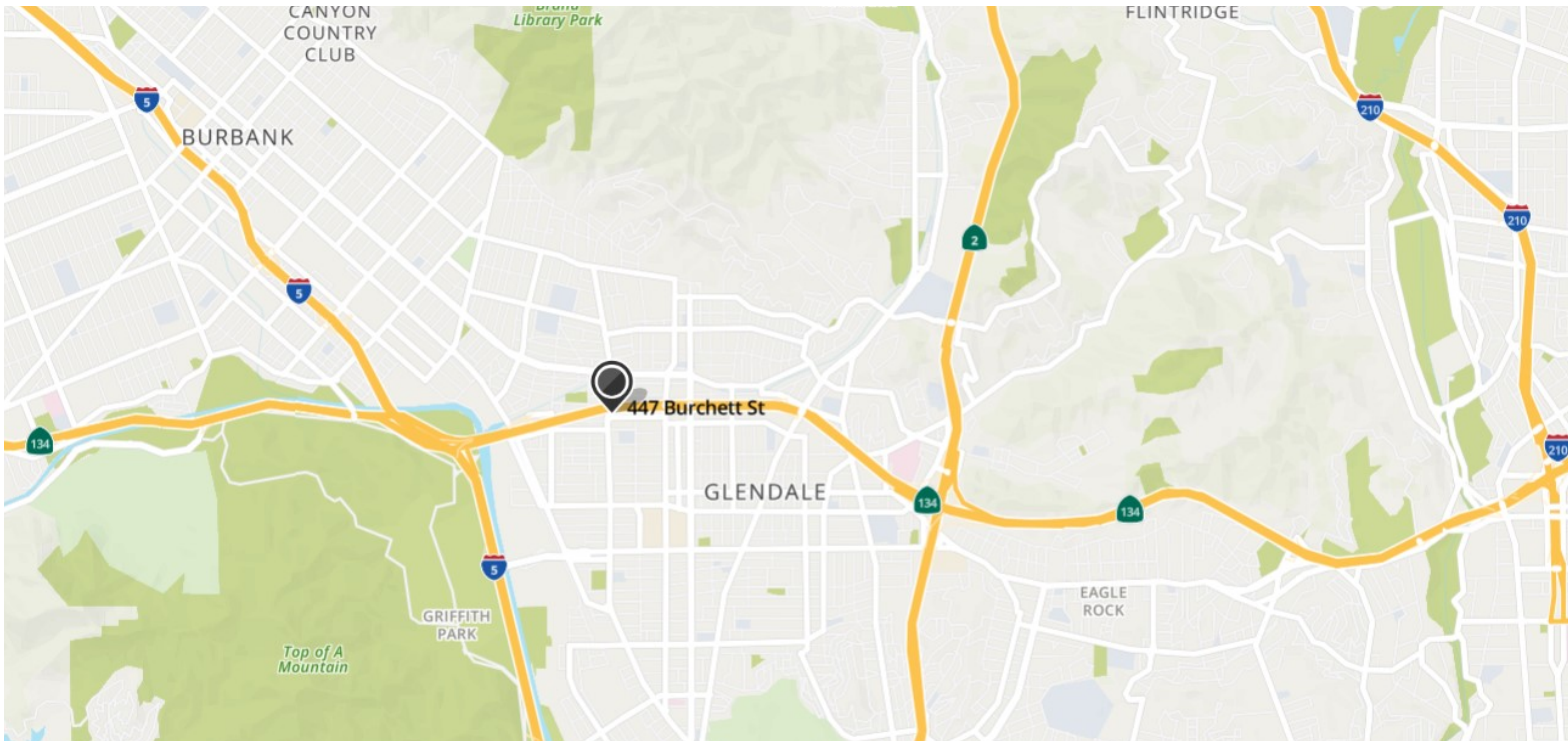 CANYON
COUNTRY
CLUB
Brand
Library Park
FLINTRIDGE
5
210
BURBANK
210
2
5
447 Burchett St
134
210
GLENDALE
134
134
5
EAGLE
ROCK
GRIFFITH
PARK
Top of A
Mountain